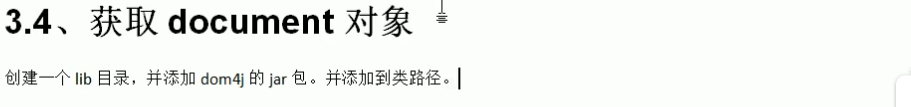 3.4、获取 document 对象
创建一个 lib 目录，并添加 dom4j 的 jar 包。并添加到类路径。